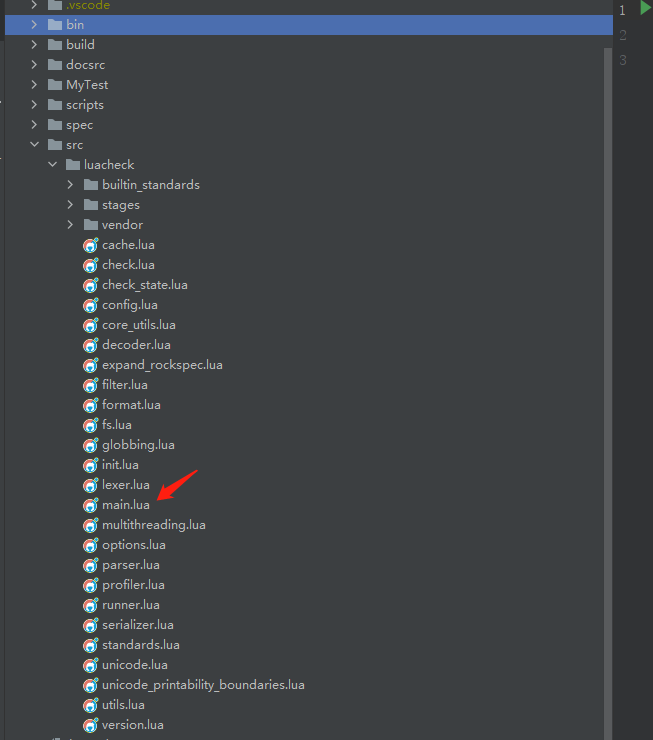 .vscode
1
bin
2
build
docsrc
3
MyTest
scripts
spec
src
luacheck
builtin_standards
stages
vendor
cache.lua
check.lua
check_state.lua
config.lua
core_utils.lua
decoder.lua
expand_rockspec.lua
filter.lua
format.lua
fs.lua
globbing.lua
init.lua
lexer.lua
main.lua
multithreading.lua
options.lua
parser.lua
profiler.lua
runner.lua
serializer.lua
standards.lua
unicode.lua
unicode_printability_boundaries.lua
utils.lua
version.lua